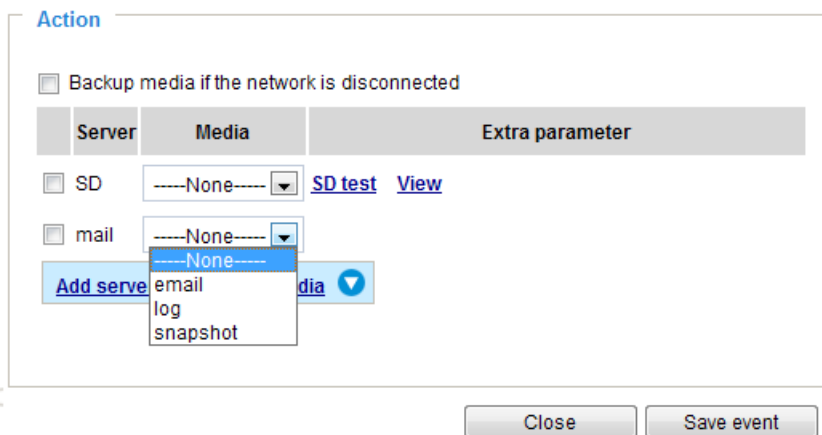 Action
Backup media if the network is disconnected
Server Media Extra parameter
SD -----None----- SD test View
mail -----None-----
-----None-----
Add serve email dia
log
snapshot
Close Save event